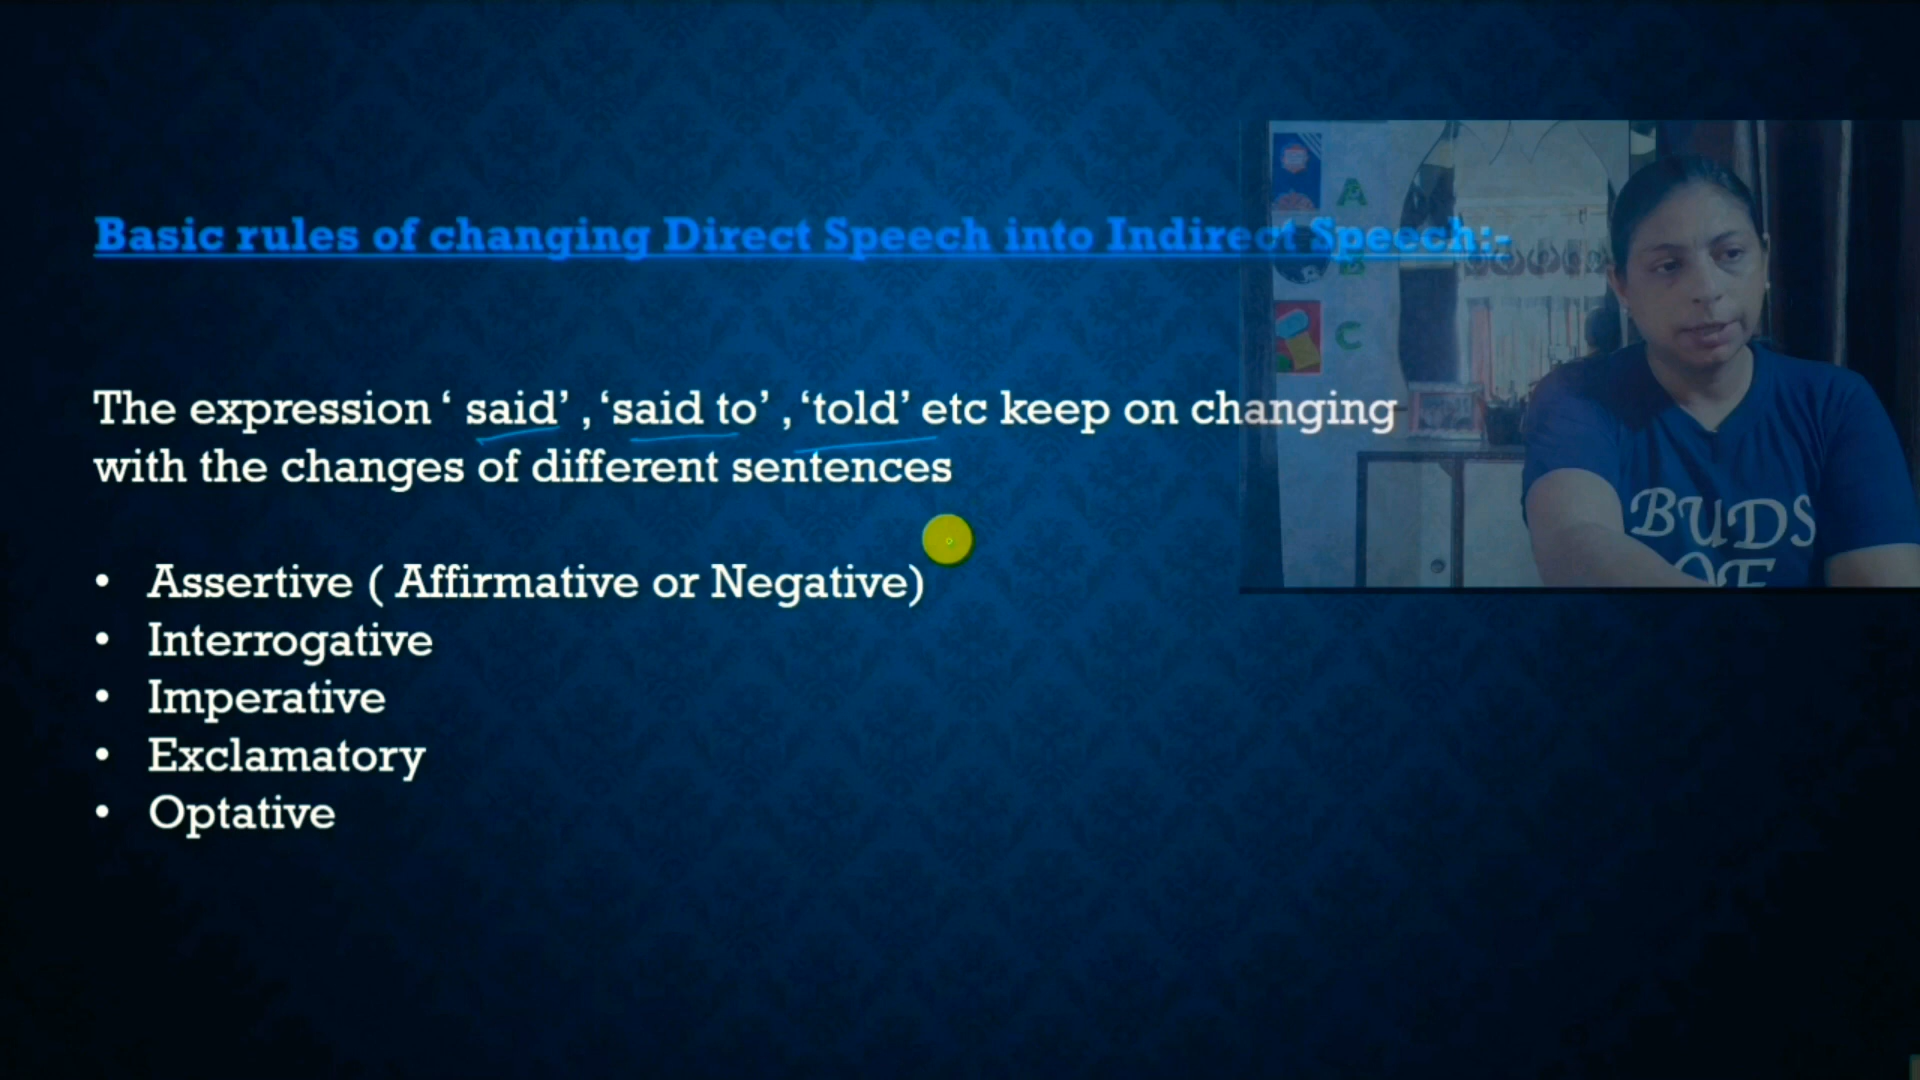 Basic rules of changing Direct Speech into Indirect Speech:-
The expression ‘ said’ , ‘said to’ , ‘told’ etc keep on changing
with the changes of different sentences
• Assertive ( Affirmative or Negative)
• Interrogative
• Imperative
• Exclamatory
• Optative
A
B
C
BUDS
OF